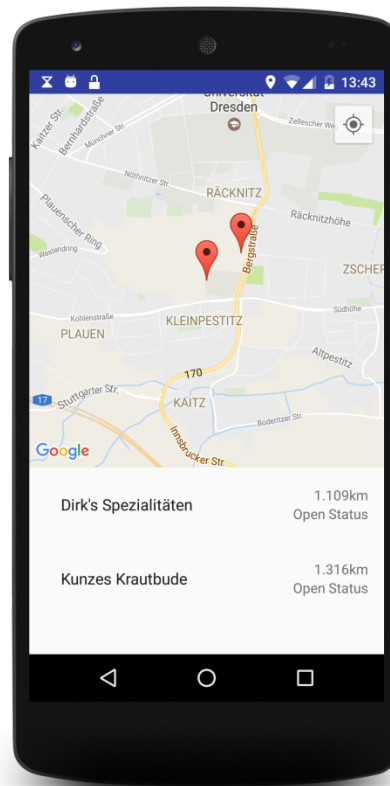 13:43
Universität
Dresden
Zellescher Weg
Kaitzer Str.
Bernhardstraße
Münchner Str.
Nöthnitzer Str.
RÄCKNITZ
Plauenscher Ring
Räcknitzhöhe
Westendring
Bergstraße
ZSCHER
Kohlenstraße
KLEINPESTITZ
Südhöhe
PLAUEN
Altpestitz
170
17
Stuttgarter Str.
KAITZ
Boderitzer Str.
Innsbrucker Str.
Google
Dirk's Spezialitäten
1.109km
Open Status
Kunzes Krautbude
1.316km
Open Status